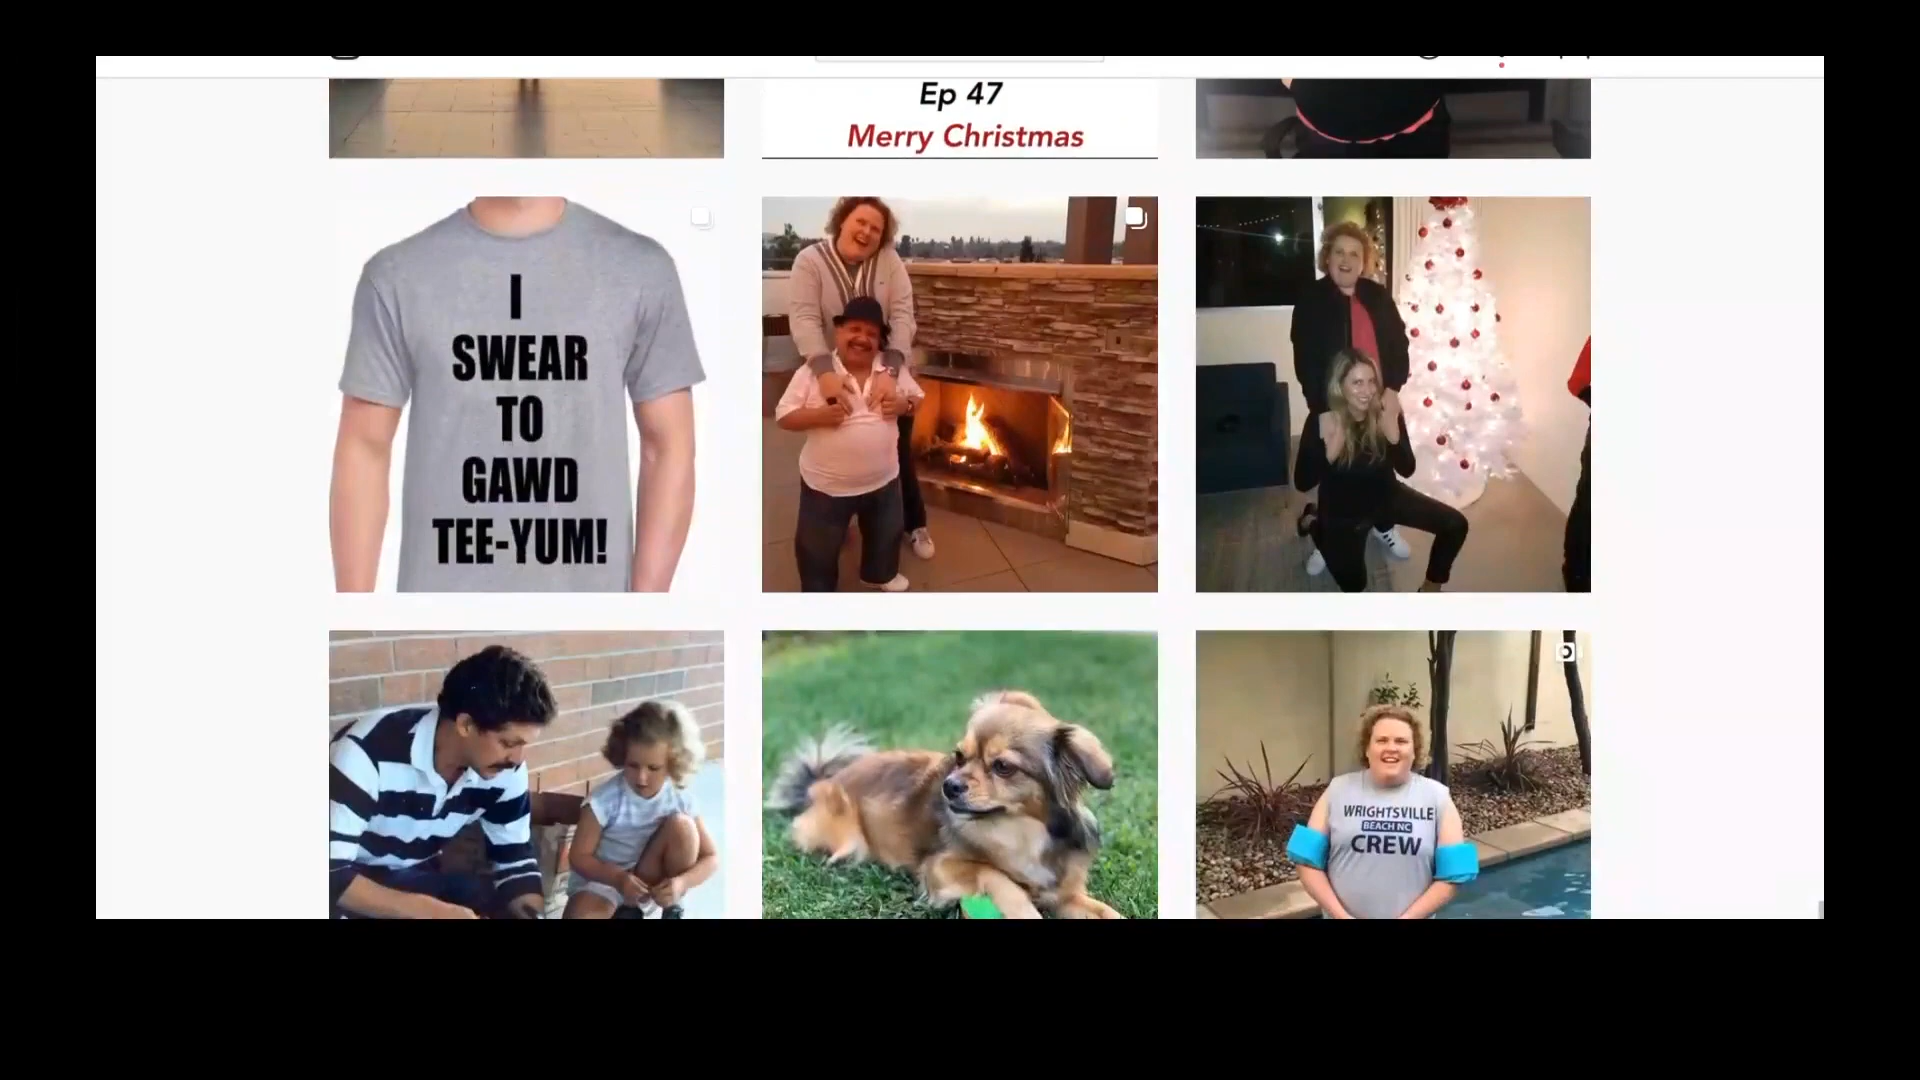 Ep 47
Merry Christmas
I
SWEAR
TO
GAWD
TEE-YUM!
WRIGHTSVILLE
BEACH NC
CREW